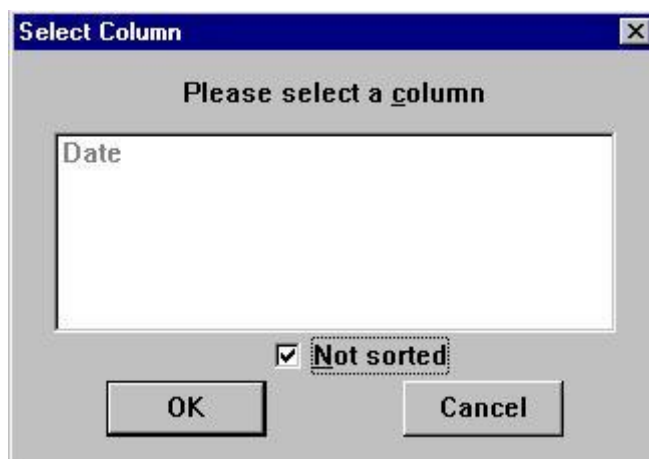 Select Column
Please select a column
Date
Not sorted
OK
Cancel